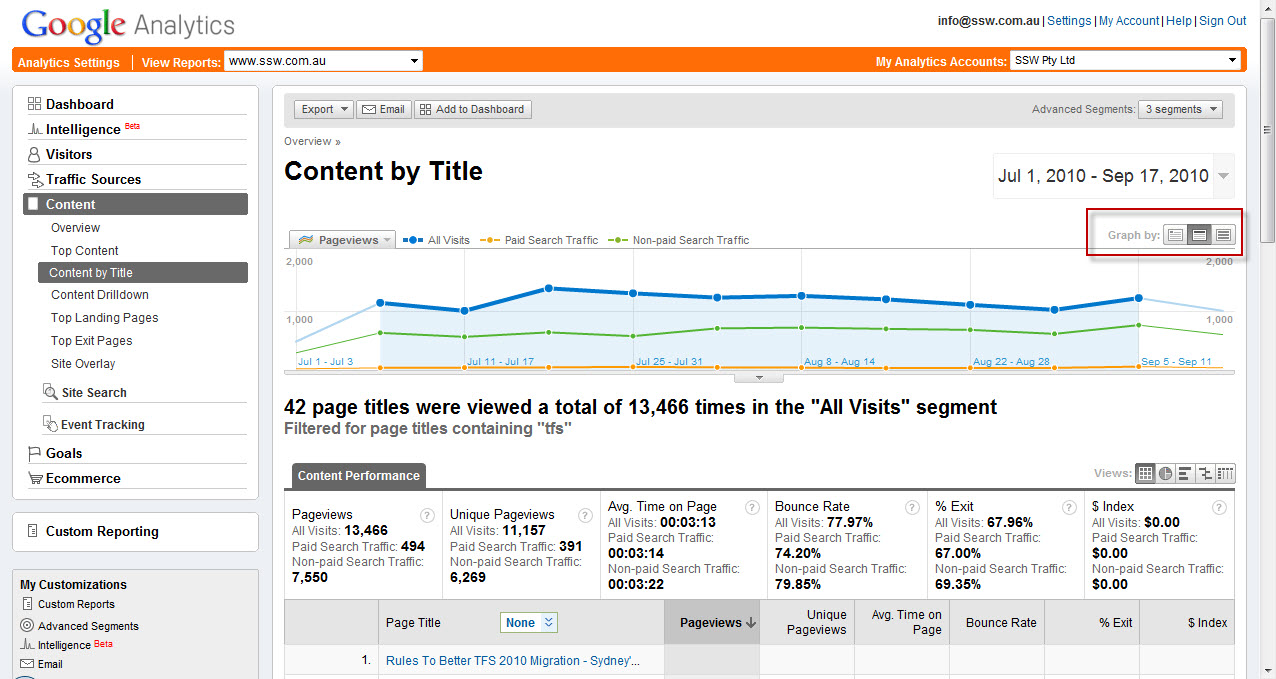 Google Analytics
info@ssw.com.au | Settings | My Account | Help | Sign Out
Analytics Settings | View Reports: www.ssw.com.au
My Analytics Accounts: SSW Pty Ltd
Dashboard
Intelligence Beta
Visitors
Traffic Sources
Content
Overview
Top Content
Content by Title
Content Drilldown
Top Landing Pages
Top Exit Pages
Site Overlay
Site Search
Event Tracking
Goals
Ecommerce
Custom Reporting
My Customizations
Custom Reports
Advanced Segments
Intelligence Beta
Email
Export Email Add to Dashboard
Advanced Segments: 3 segments
Overview »
Content by Title
Jul 1, 2010 - Sep 17, 2010
Graph by:
Pageviews All Visits Paid Search Traffic Non-paid Search Traffic
2,000 2,000
1,000 1,000
Jul 1 - Jul 3 Jul 11 - Jul 17 Jul 25 - Jul 31 Aug 8 - Aug 14 Aug 22 - Aug 28 Sep 5 - Sep 11
42 page titles were viewed a total of 13,466 times in the "All Visits" segment
Filtered for page titles containing "tfs"
Content Performance
Views:
Pageviews ?
All Visits: 13,466
Paid Search Traffic: 494
Non-paid Search Traffic:
7,550
Unique Pageviews ?
All Visits: 11,157
Paid Search Traffic: 391
Non-paid Search Traffic:
6,269
Avg. Time on Page ?
All Visits: 00:03:13
Paid Search Traffic:
00:03:14
Non-paid Search Traffic:
00:03:22
Bounce Rate ?
All Visits: 77.97%
Paid Search Traffic:
74.20%
Non-paid Search Traffic:
79.85%
% Exit ?
All Visits: 67.96%
Paid Search Traffic:
67.00%
Non-paid Search Traffic:
69.35%
$ Index ?
All Visits: $0.00
Paid Search Traffic:
$0.00
Non-paid Search Traffic:
$0.00
Page Title None Pageviews Unique Pageviews Avg. Time on Page Bounce Rate % Exit $ Index
1. Rules To Better TFS 2010 Migration - Sydney'...